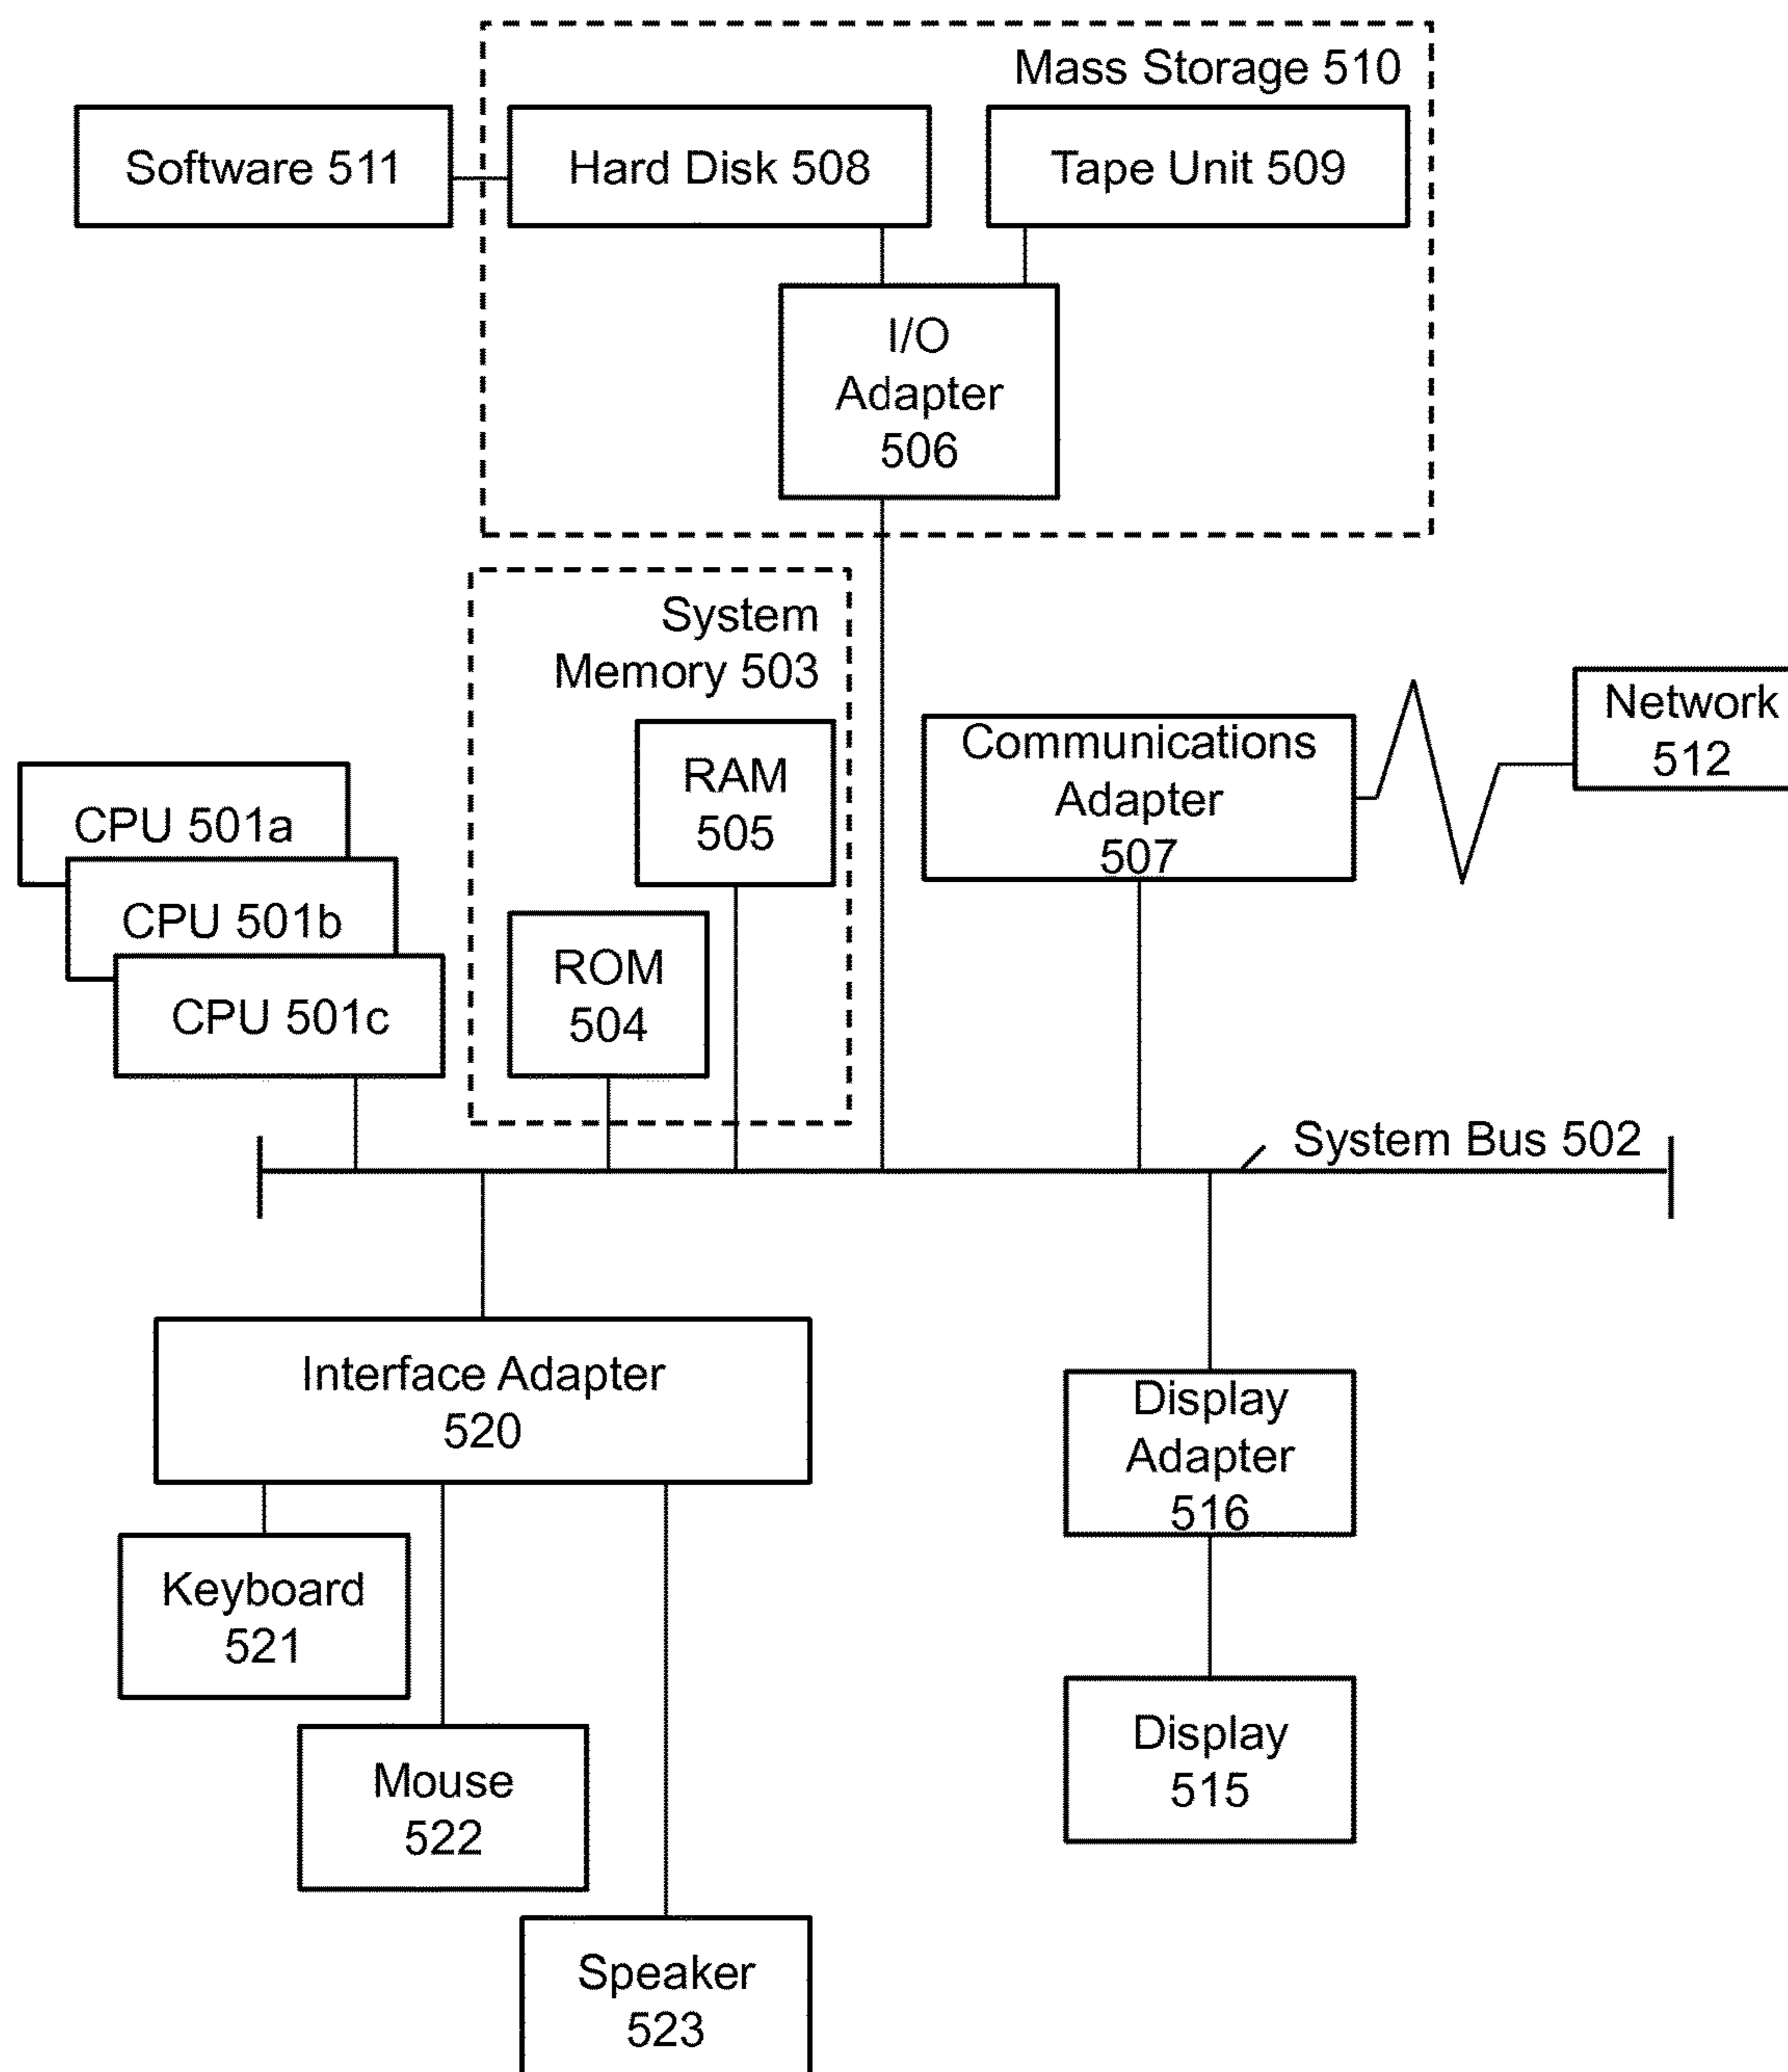 Mass Storage 510
Software 511
Hard Disk 508
Tape Unit 509
I/O
Adapter
506
System
Memory 503
RAM
505
ROM
504
Communications
Adapter
507
Network
512
CPU 501a
CPU 501b
CPU 501c
System Bus 502
Interface Adapter
520
Display
Adapter
516
Keyboard
521
Mouse
522
Display
515
Speaker
523